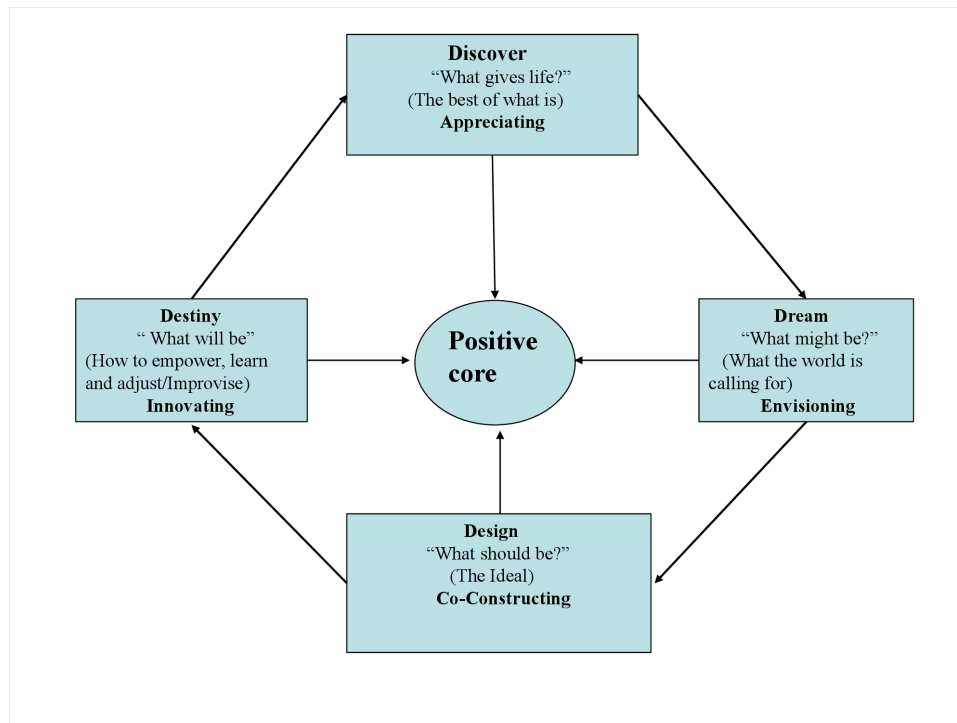 Discover
“What gives life?”
(The best of what is)
Appreciating
Destiny
“ What will be”
(How to empower, learn
and adjust/Improvise)
Innovating
Positive
core
Dream
“What might be?”
(What the world is
calling for)
Envisioning
Design
“What should be?”
(The Ideal)
Co-Constructing